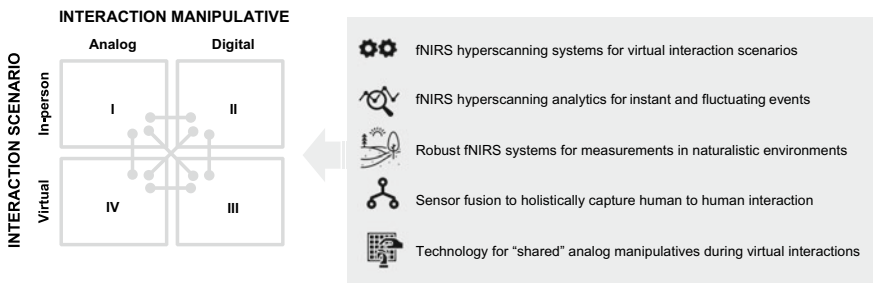 INTERACTION MANIPULATIVE
Analog
Digital
INTERACTION SCENARIO
In-person
Virtual
I
II
IV
III
fNIRS hyperscanning systems for virtual interaction scenarios
fNIRS hyperscanning analytics for instant and fluctuating events
Robust fNIRS systems for measurements in naturalistic environments
Sensor fusion to holistically capture human to human interaction
Technology for “shared” analog manipulatives during virtual interactions